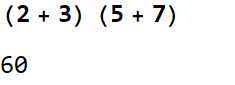 (2 + 3) (5 + 7)
60